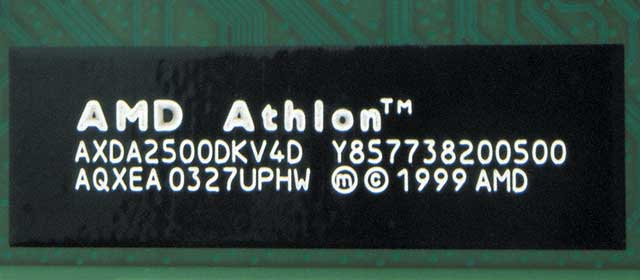 AMD Athlon™
AXDA2500DKV4D Y857738200500
AQXEA 0327UPHW Ⓜ © 1999 AMD